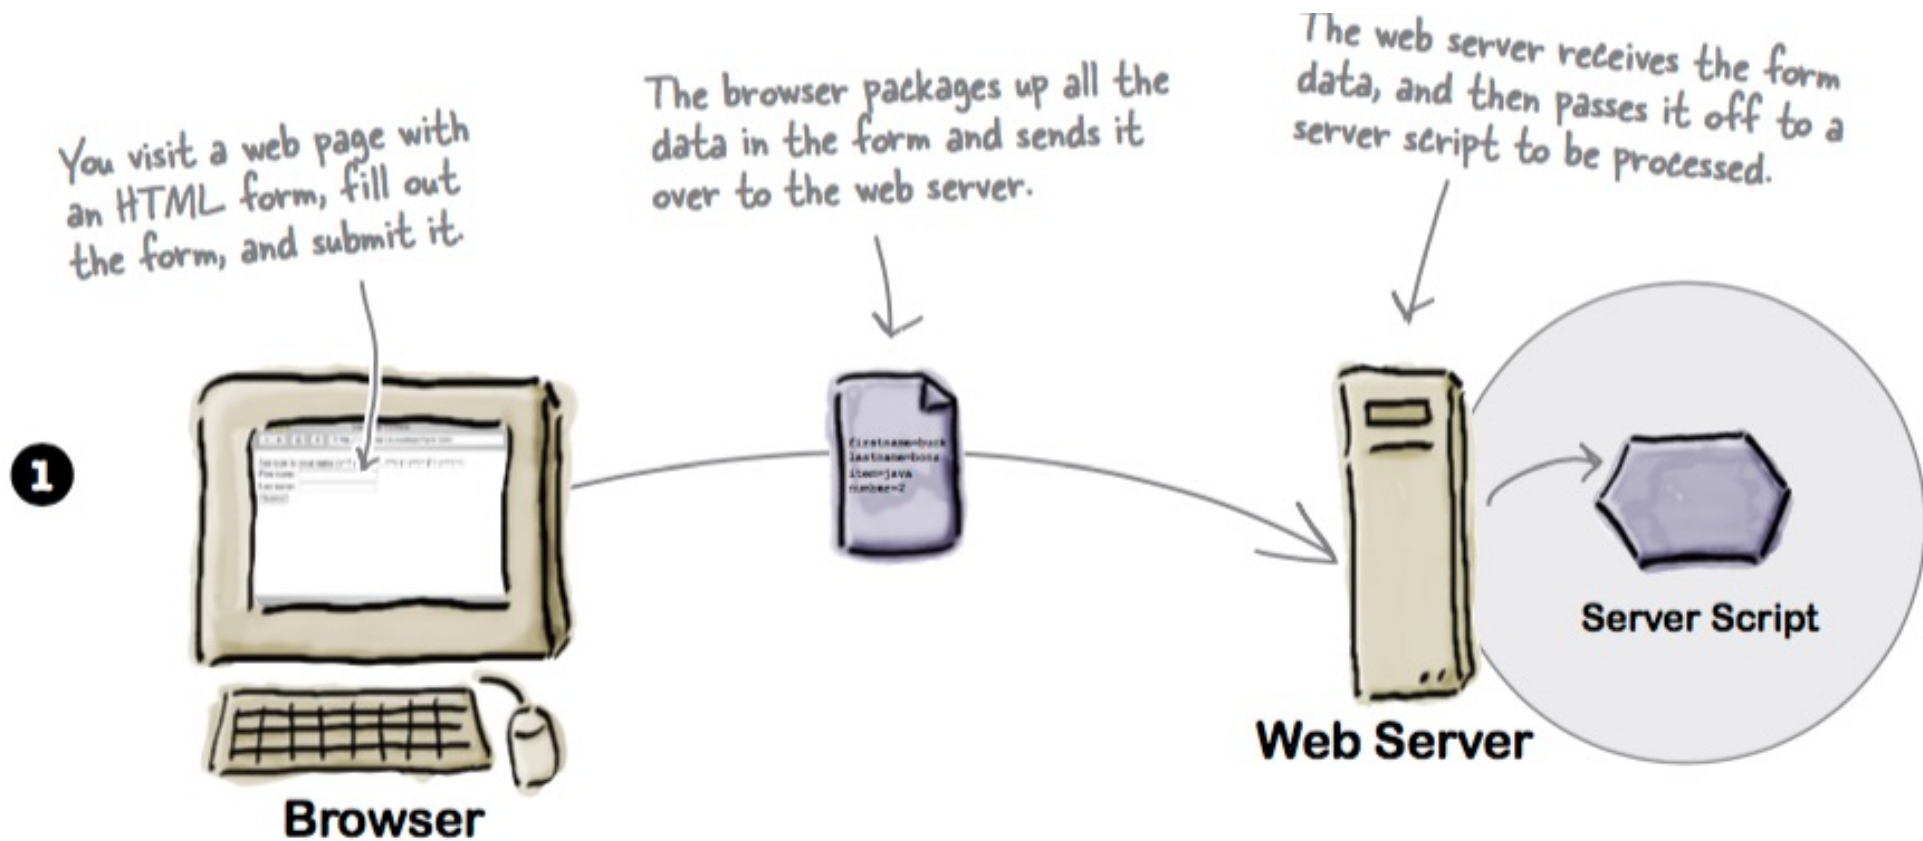 You visit a web page with
an HTML form, fill out
the form, and submit it.
The browser packages up all the
data in the form and sends it
over to the web server.
The web server receives the form
data, and then passes it off to a
server script to be processed.
1
firstname=buck
lastname=bonz
item=java
number=2
Server Script
Web Server
Browser